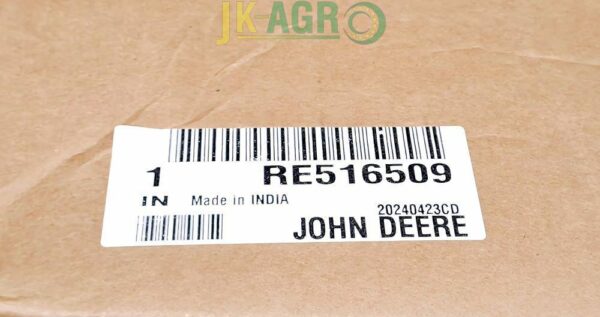 JK-AGRO
1 RE516509
IN Made in INDIA
20240423CD
JOHN DEERE